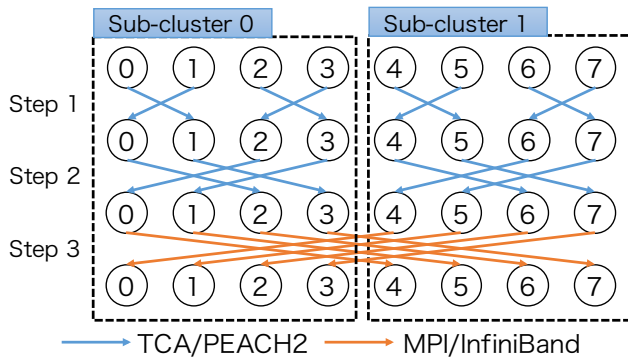 Sub-cluster 0 Sub-cluster 1
0 1 2 3 4 5 6 7
Step 1
0 1 2 3 4 5 6 7
Step 2
0 1 2 3 4 5 6 7
Step 3
0 1 2 3 4 5 6 7
TCA/PEACH2 MPI/InfiniBand